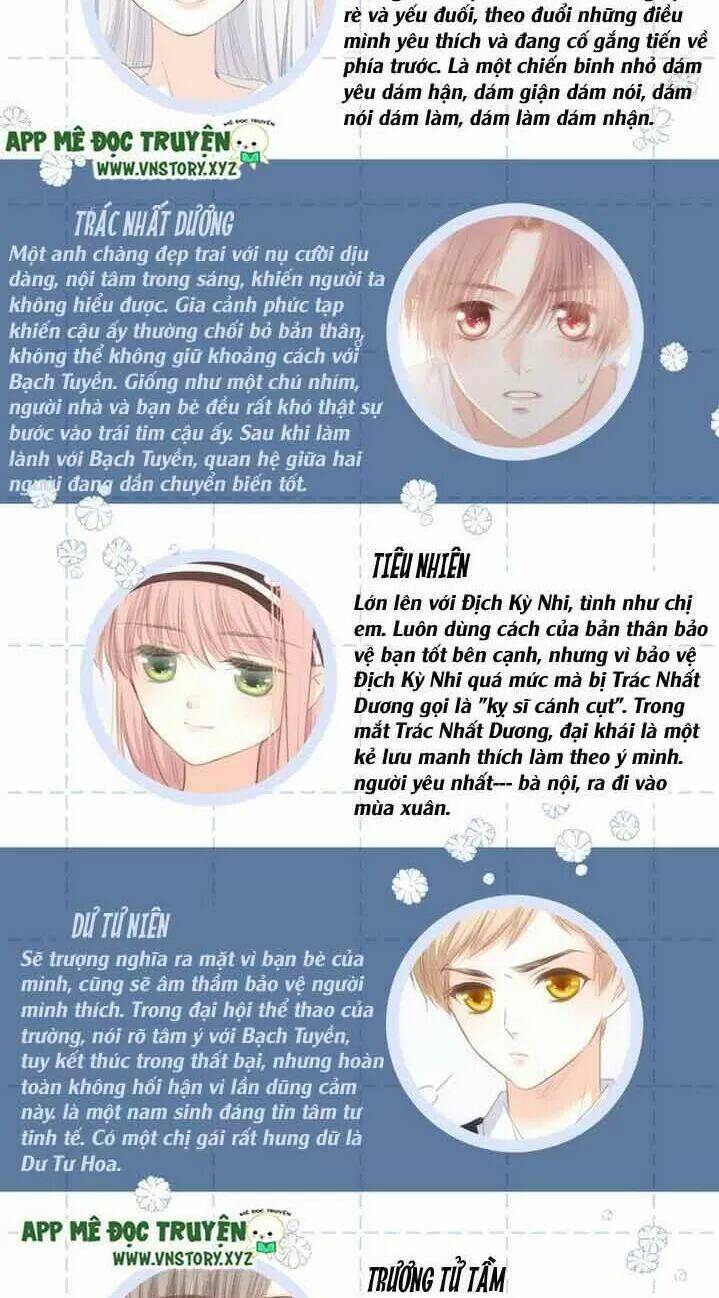 rè và yếu đuối, theo đuổi những điều
mình yêu thích và đang cố gắng tiến về
phía trước. Là một chiến binh nhỏ dám
yêu dám hận, dám giận dám nói, dám
nói dám làm, dám làm dám nhận.
APP MÊ ĐỌC TRUYỆN
MÊ ĐỌC TRUYỆN
WWW.VNSTORY.XYZ
TRÁC NHẤT DƯƠNG
Một anh chàng đẹp trai với nụ cười dịu
dàng, nội tâm trong sáng, khiến người ta
không hiểu được. Gia cảnh phức tạp
khiến cậu ấy thường chối bỏ bản thân,
không thể không giữ khoảng cách với
Bạch Tuyền. Giống như một chú nhím,
người nhà và bạn bè đều rất khó thật sự
bước vào trái tim cậu ấy. Sau khi làm
lành với Bạch Tuyền, quan hệ giữa hai
người đang dần chuyển biến tốt.
TIÊU NHIÊN
Lớn lên với Địch Kỳ Nhi, tình như chị
em. Luôn dùng cách của bản thân bảo
vệ bạn tốt bên cạnh, nhưng vì bảo vệ
Địch Kỳ Nhi quá mức mà bị Trác Nhất
Dương gọi là "kỵ sĩ cánh cụt". Trong
mắt Trác Nhất Dương, đại khái là một
kẻ lưu manh thích làm theo ý mình.
người yêu nhất--- bà nội, ra đi vào
mùa xuân.
DƯ TƯ NIÊN
Sẽ trượng nghĩa ra mặt vì bạn bè của
mình, cũng sẽ âm thầm bảo vệ người
mình thích. Trong đại hội thể thao của
trường, nói rõ tâm ý với Bạch Tuyền,
tuy kết thúc trong thất bại, nhưng hoàn
toàn không hối hận vì lần dũng cảm
này. là một nam sinh đáng tin tâm tư
tinh tế. Có một chị gái rất hung dữ là
Dư Tư Hoa.
APP MÊ ĐỌC TRUYỆN
MÊ ĐỌC TRUYỆN
WWW.VNSTORY.XYZ
TRƯƠNG TỬ TẦM